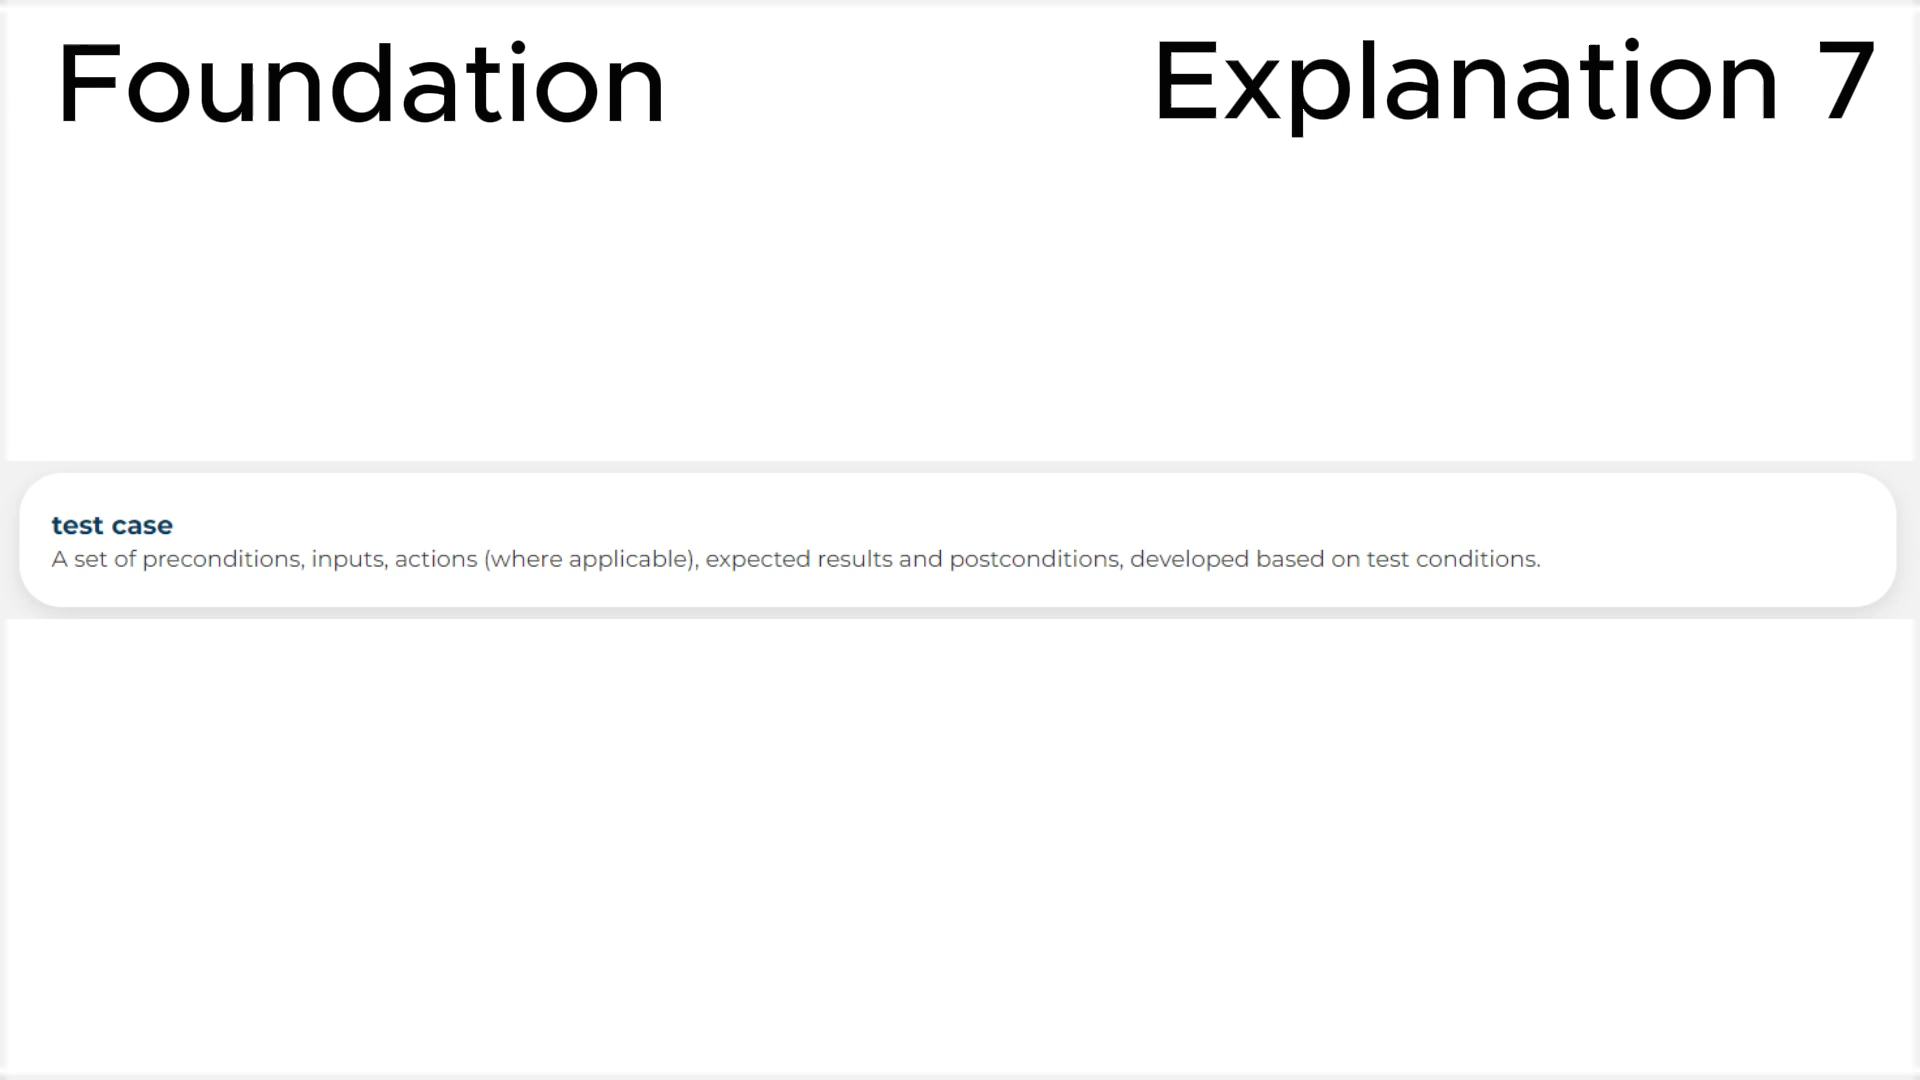 Foundation
Explanation 7
test case
A set of preconditions, inputs, actions (where applicable), expected results and postconditions, developed based on test conditions.